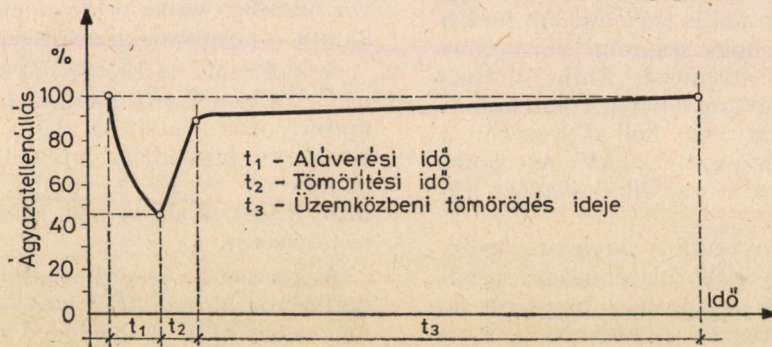 %
Ágyazatellenállás
100
80
60
40
20
0
t₁ – Aláverési idő
t₂ – Tömörítési idő
t₃ – Üzemközbeni tömörödés ideje
Idő
t₁ t₂ t₃